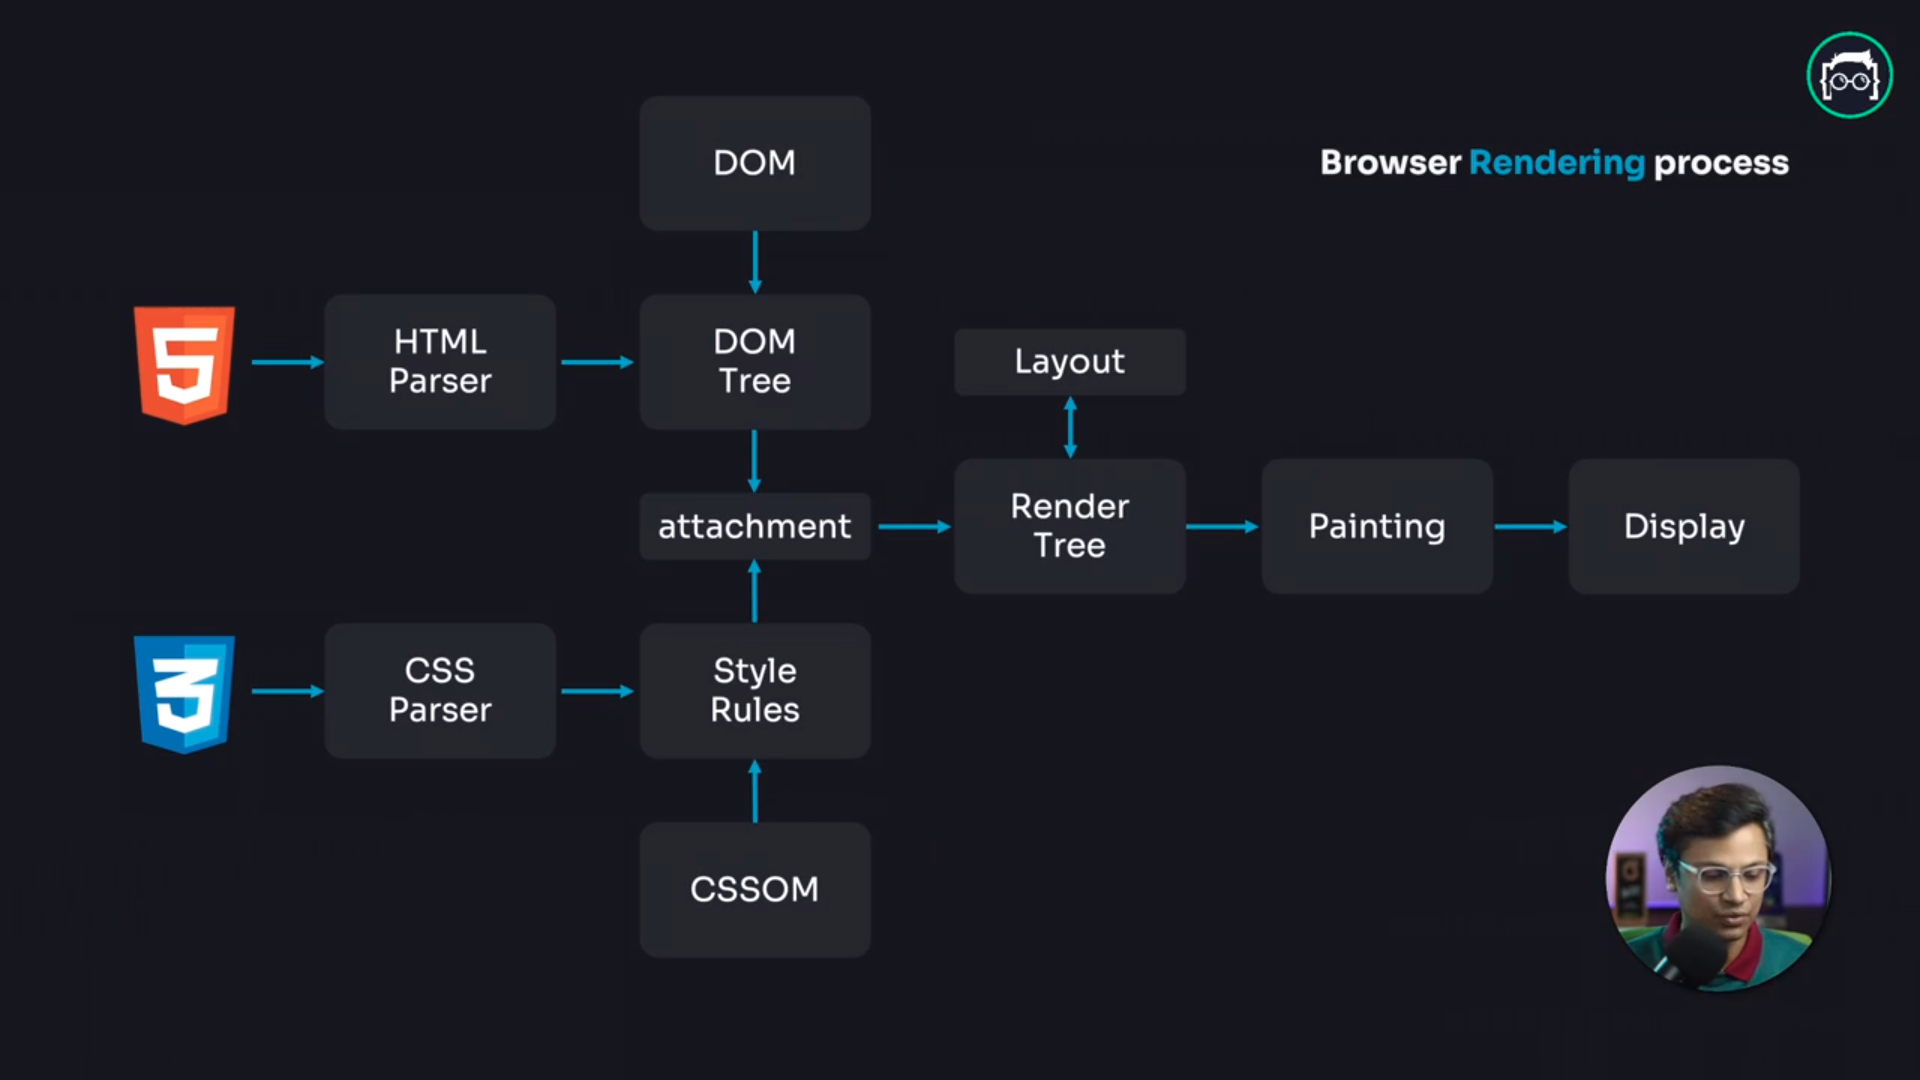 Browser Rendering process
DOM
HTML
Parser
DOM
Tree
Layout
attachment
Render
Tree
Painting
Display
CSS
Parser
Style
Rules
CSSOM